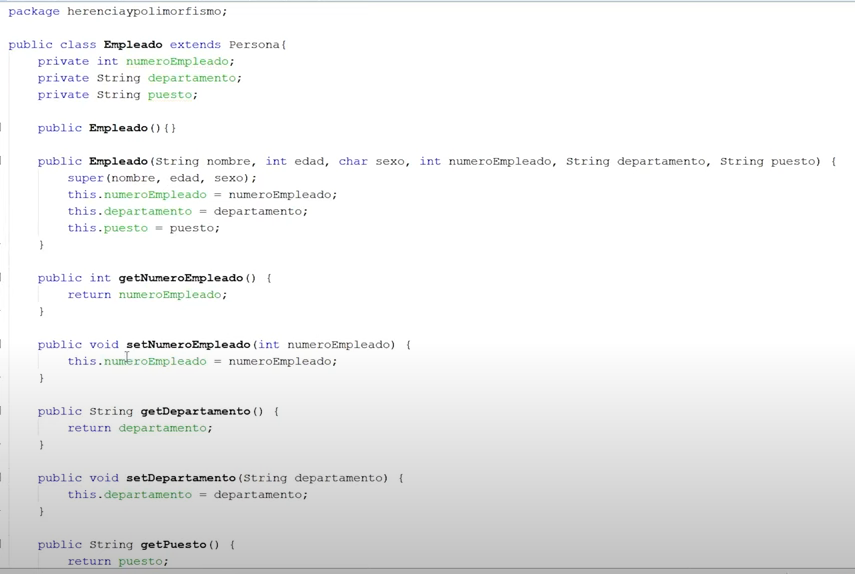 package herenciaypolimorfismo;
public class Empleado extends Persona{
private int numeroEmpleado;
private String departamento;
private String puesto;
public Empleado(){}
public Empleado(String nombre, int edad, char sexo, int numeroEmpleado, String departamento, String puesto) {
super(nombre, edad, sexo);
this.numeroEmpleado = numeroEmpleado;
this.departamento = departamento;
this.puesto = puesto;
}
public int getNumeroEmpleado() {
return numeroEmpleado;
}
public void setNumeroEmpleado(int numeroEmpleado) {
this.numeroEmpleado = numeroEmpleado;
}
public String getDepartamento() {
return departamento;
}
public void setDepartamento(String departamento) {
this.departamento = departamento;
}
public String getPuesto() {
return puesto;